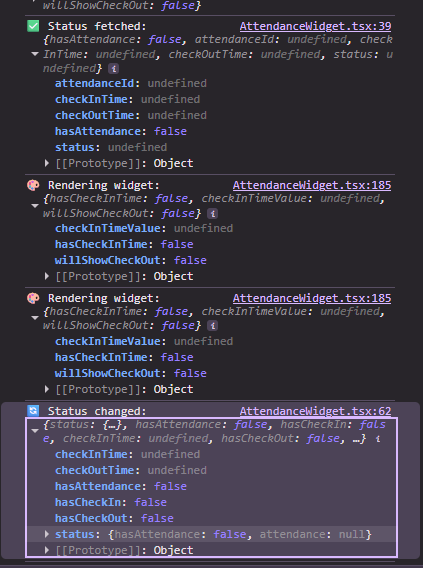 willShowCheckOut: false}
✅ Status fetched: AttendanceWidget.tsx:39
{hasAttendance: false, attendanceId: undefined, check
InTime: undefined, checkOutTime: undefined, status: u
ndefined} i
attendanceId: undefined
checkInTime: undefined
checkOutTime: undefined
hasAttendance: false
status: undefined
[[Prototype]]: Object
🎨 Rendering widget: AttendanceWidget.tsx:185
{hasCheckInTime: false, checkInTimeValue: undefined,
willShowCheckOut: false} i
checkInTimeValue: undefined
hasCheckInTime: false
willShowCheckOut: false
[[Prototype]]: Object
🎨 Rendering widget: AttendanceWidget.tsx:185
{hasCheckInTime: false, checkInTimeValue: undefined,
willShowCheckOut: false} i
checkInTimeValue: undefined
hasCheckInTime: false
willShowCheckOut: false
[[Prototype]]: Object
🔄 Status changed: AttendanceWidget.tsx:62
{status: {…}, hasAttendance: false, hasCheckIn: fals
e, checkInTime: undefined, hasCheckOut: false, …} i
checkInTime: undefined
checkOutTime: undefined
hasAttendance: false
hasCheckIn: false
hasCheckOut: false
status: {hasAttendance: false, attendance: null}
[[Prototype]]: Object